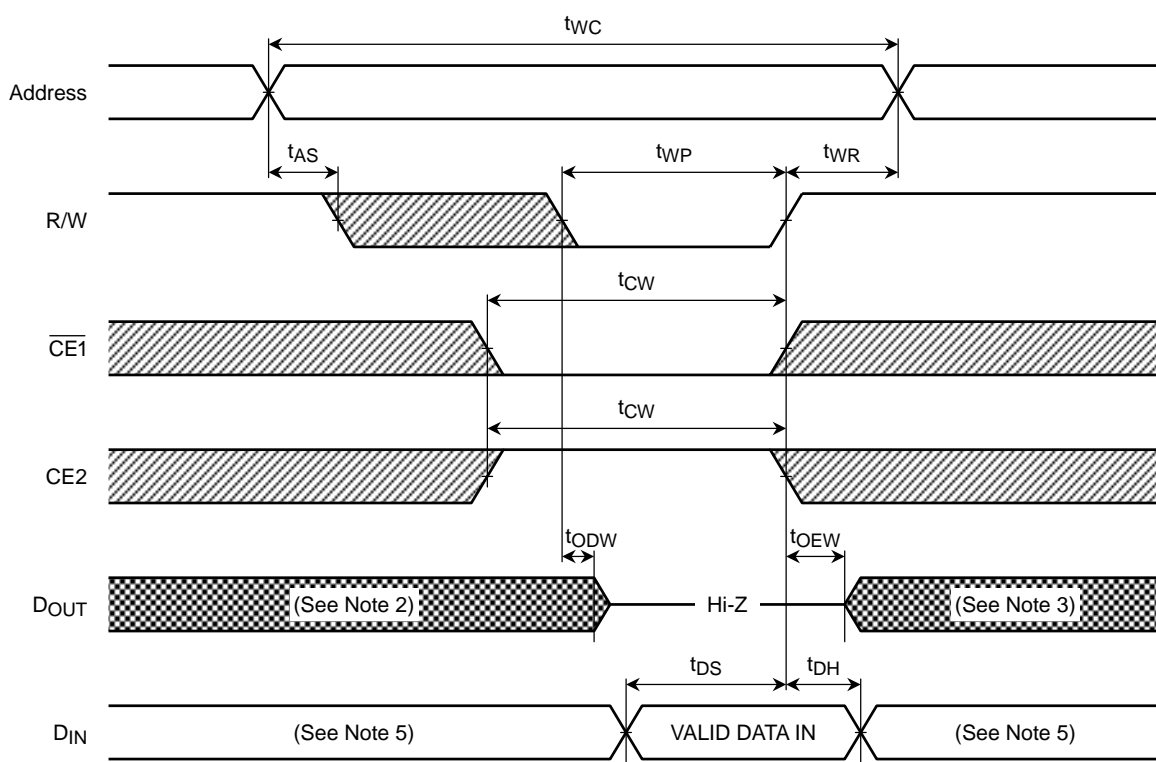 tWC
Address
tAS
tWP
tWR
R/W
tCW
CE1
tCW
CE2
tODW
tOEW
DOUT
(See Note 2)
Hi-Z
(See Note 3)
tDS
tDH
DIN
(See Note 5)
VALID DATA IN
(See Note 5)